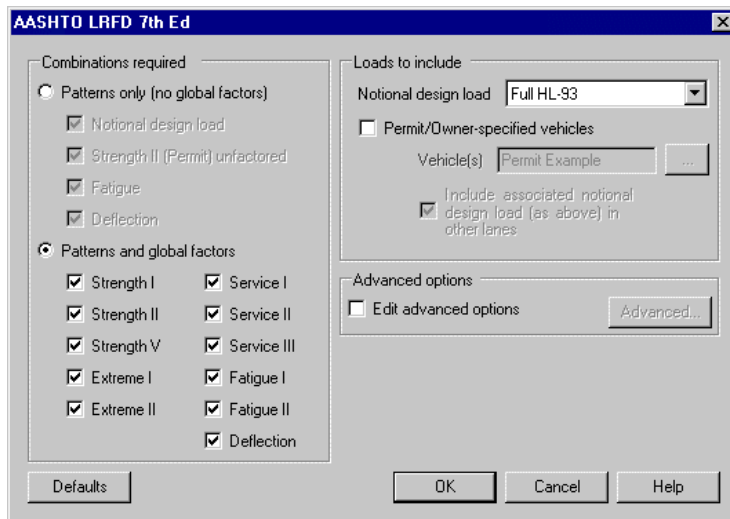 AASHTO LRFD 7th Ed
Combinations required
Patterns only (no global factors)
Notional design load
Strength II (Permit) unfactored
Fatigue
Deflection
Patterns and global factors
Strength I
Service I
Strength II
Service II
Strength V
Service III
Extreme I
Fatigue I
Extreme II
Fatigue II
Deflection
Loads to include
Notional design load
Full HL-93
Permit/Owner-specified vehicles
Vehicle(s)
Permit Example
...
Include associated notional
design load (as above) in
other lanes
Advanced options
Edit advanced options
Advanced...
Defaults
OK
Cancel
Help